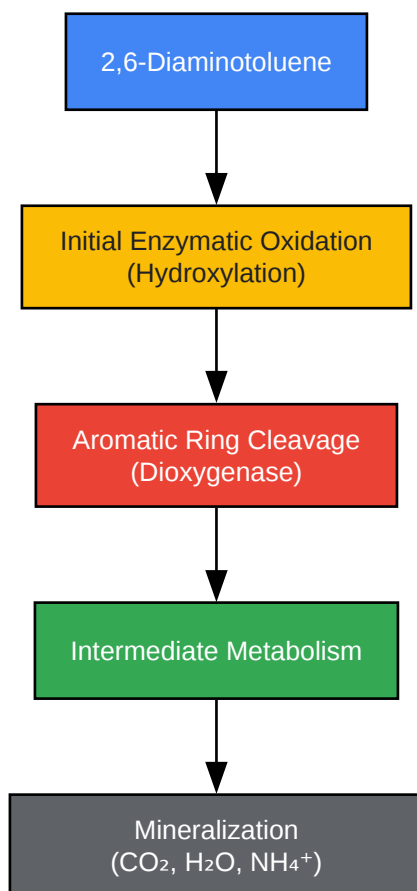 2,6-Diaminotoluene
Initial Enzymatic Oxidation
(Hydroxylation)
Aromatic Ring Cleavage
(Dioxygenase)
Intermediate Metabolism
Mineralization
(CO₂, H₂O, NH₄⁺)